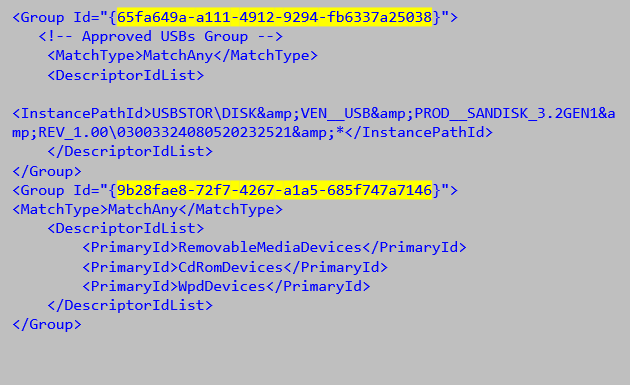 <Group Id="{65fa649a-a111-4912-9294-fb6337a25038}">
<!-- Approved USBs Group -->
<MatchType>MatchAny</MatchType>
<DescriptorIdList>
<InstancePathId>USBSTOR\DISK&amp;VEN__USB&amp;PROD__SANDISK_3.2GEN1&a
mp;REV_1.00\03003324080520232521&amp;*</InstancePathId>
</DescriptorIdList>
</Group>
<Group Id="{9b28fae8-72f7-4267-a1a5-685f747a7146}">
<MatchType>MatchAny</MatchType>
<DescriptorIdList>
<PrimaryId>RemovableMediaDevices</PrimaryId>
<PrimaryId>CdRomDevices</PrimaryId>
<PrimaryId>WpdDevices</PrimaryId>
</DescriptorIdList>
</Group>